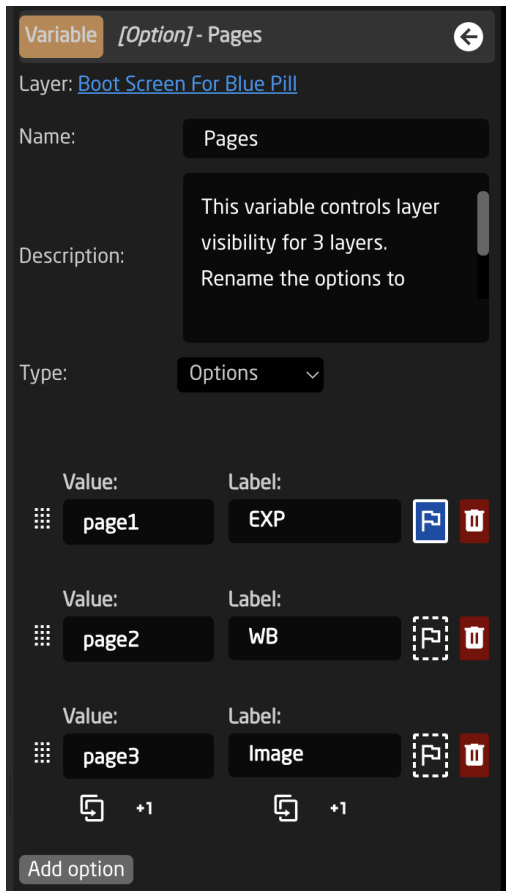 Variable [Option] - Pages
Layer: Boot Screen For Blue Pill
Name: Pages
Description: This variable controls layer
visibility for 3 layers.
Rename the options to
Type: Options
Value: Label:
page1 EXP
Value: Label:
page2 WB
Value: Label:
page3 Image
+1 +1
Add option